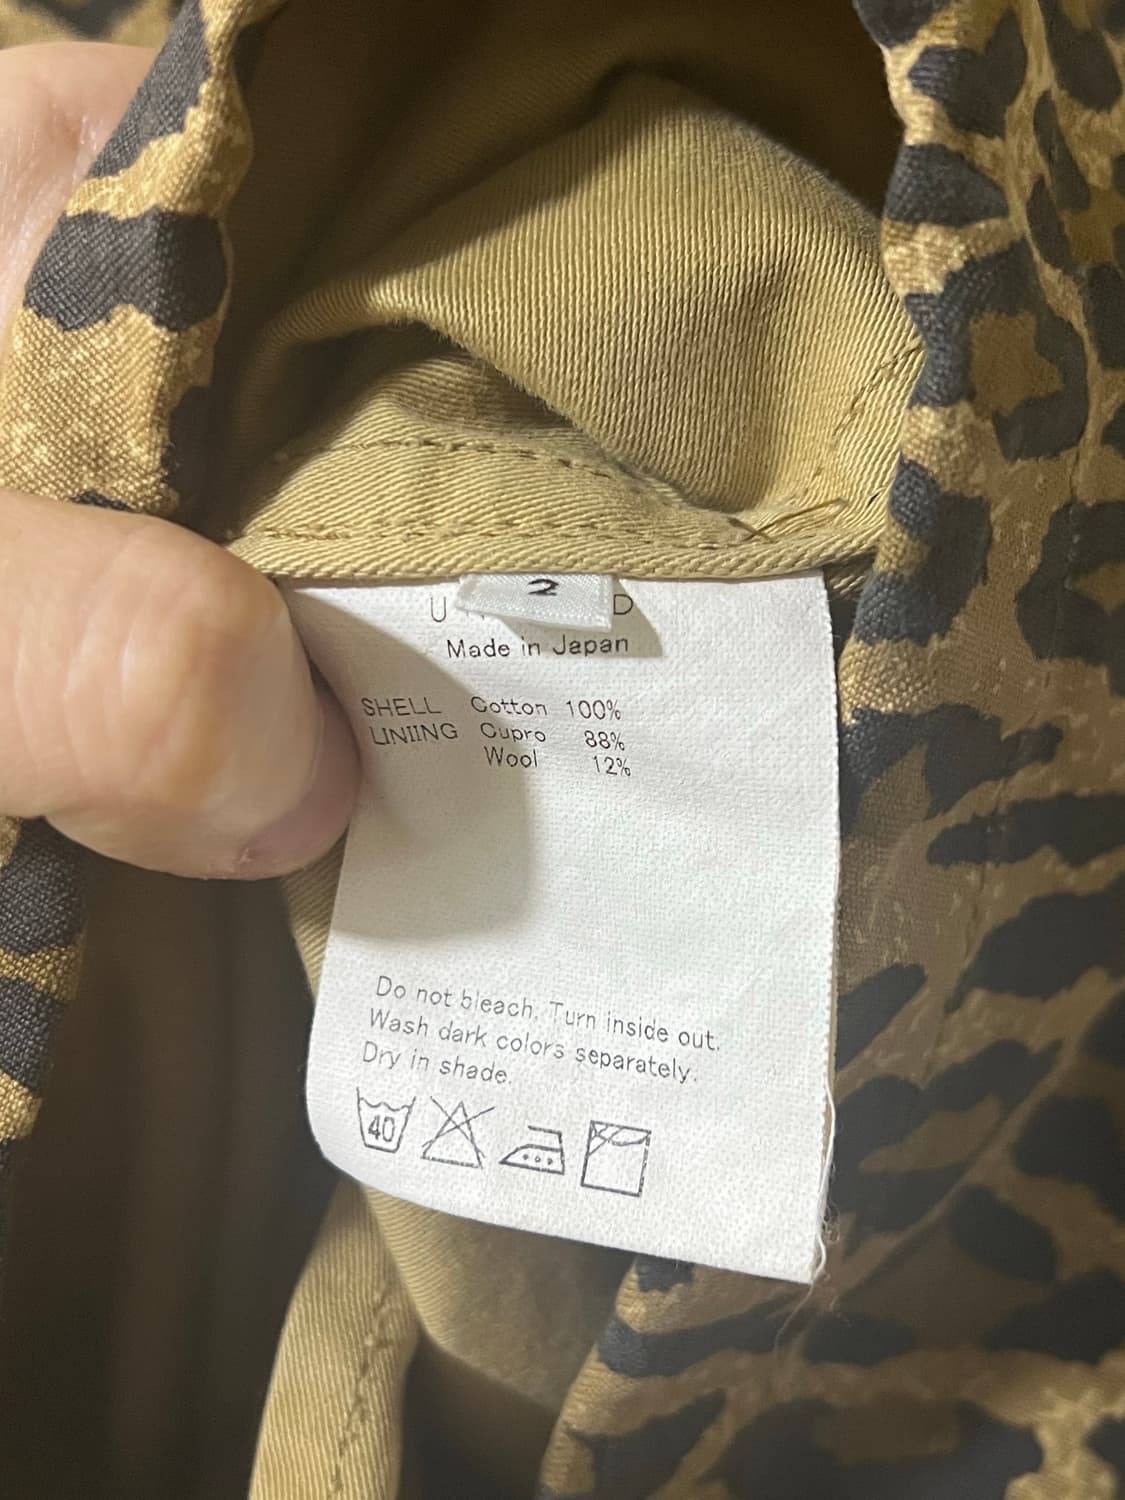 2
U D
Made in Japan
SHELL Cotton 100%
LINIING Cupro 88%
Wool 12%
Do not bleach. Turn inside out.
Wash dark colors separately.
Dry in shade.
40